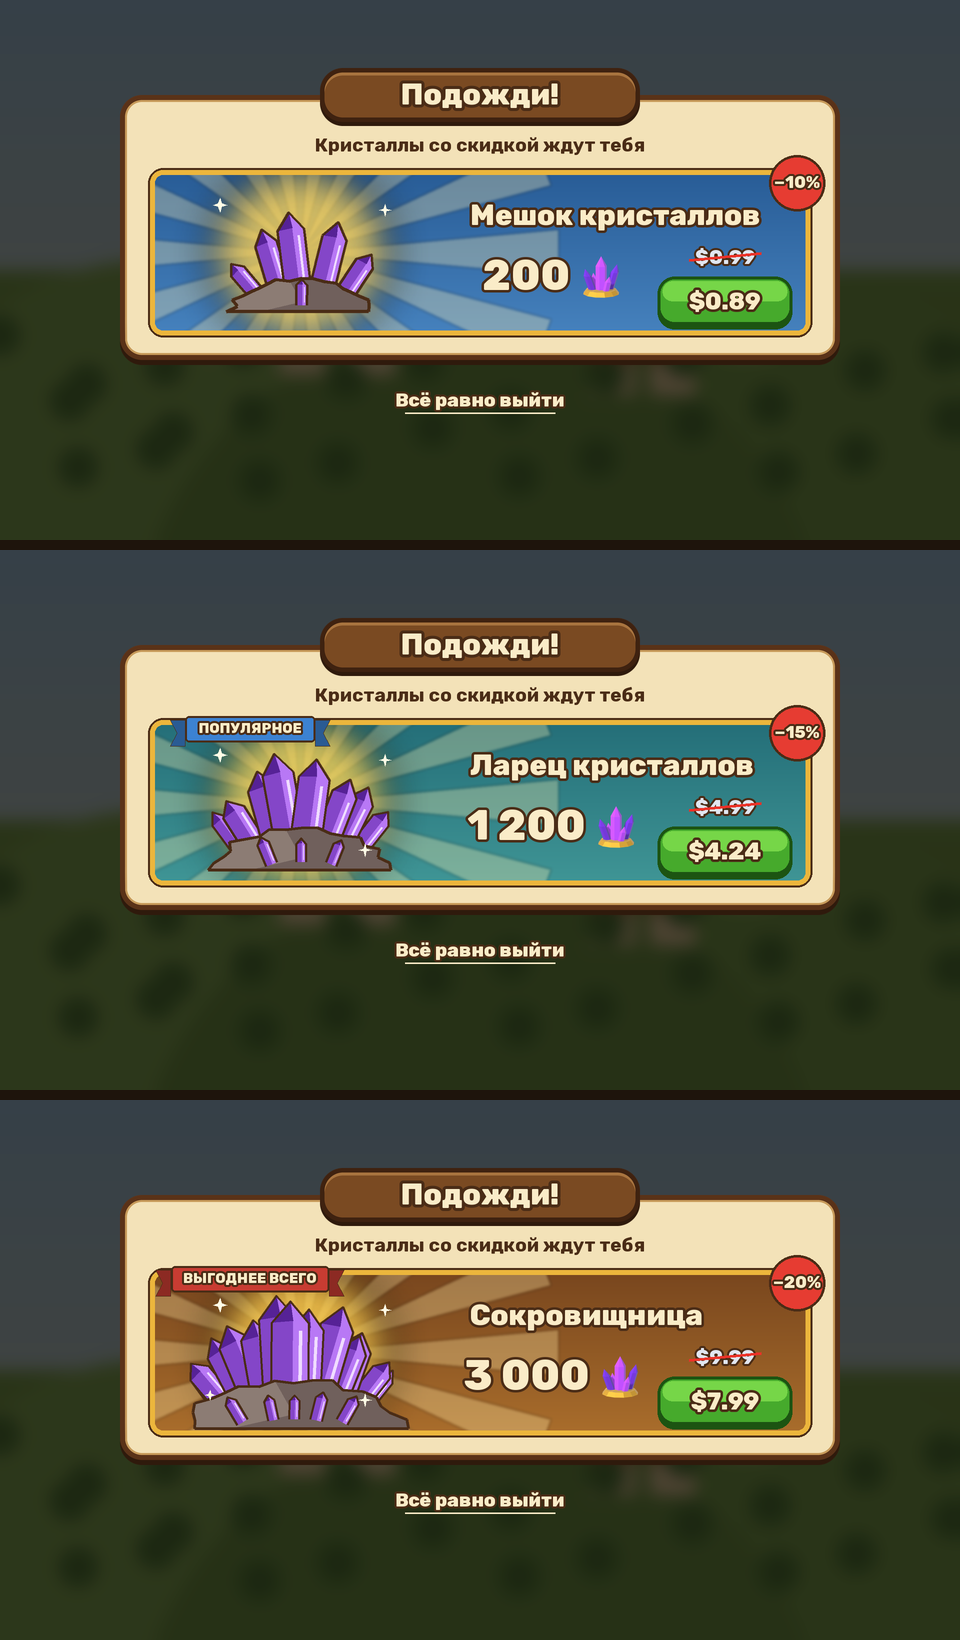 Подожди!
Кристаллы со скидкой ждут тебя
−10%
Мешок кристаллов
$0.99
200
$0.89
Всё равно выйти
Подожди!
Кристаллы со скидкой ждут тебя
ПОПУЛЯРНОЕ
−15%
Ларец кристаллов
$4.99
1 200
$4.24
Всё равно выйти
Подожди!
Кристаллы со скидкой ждут тебя
ВЫГОДНЕЕ ВСЕГО
−20%
Сокровищница
$9.99
3 000
$7.99
Всё равно выйти